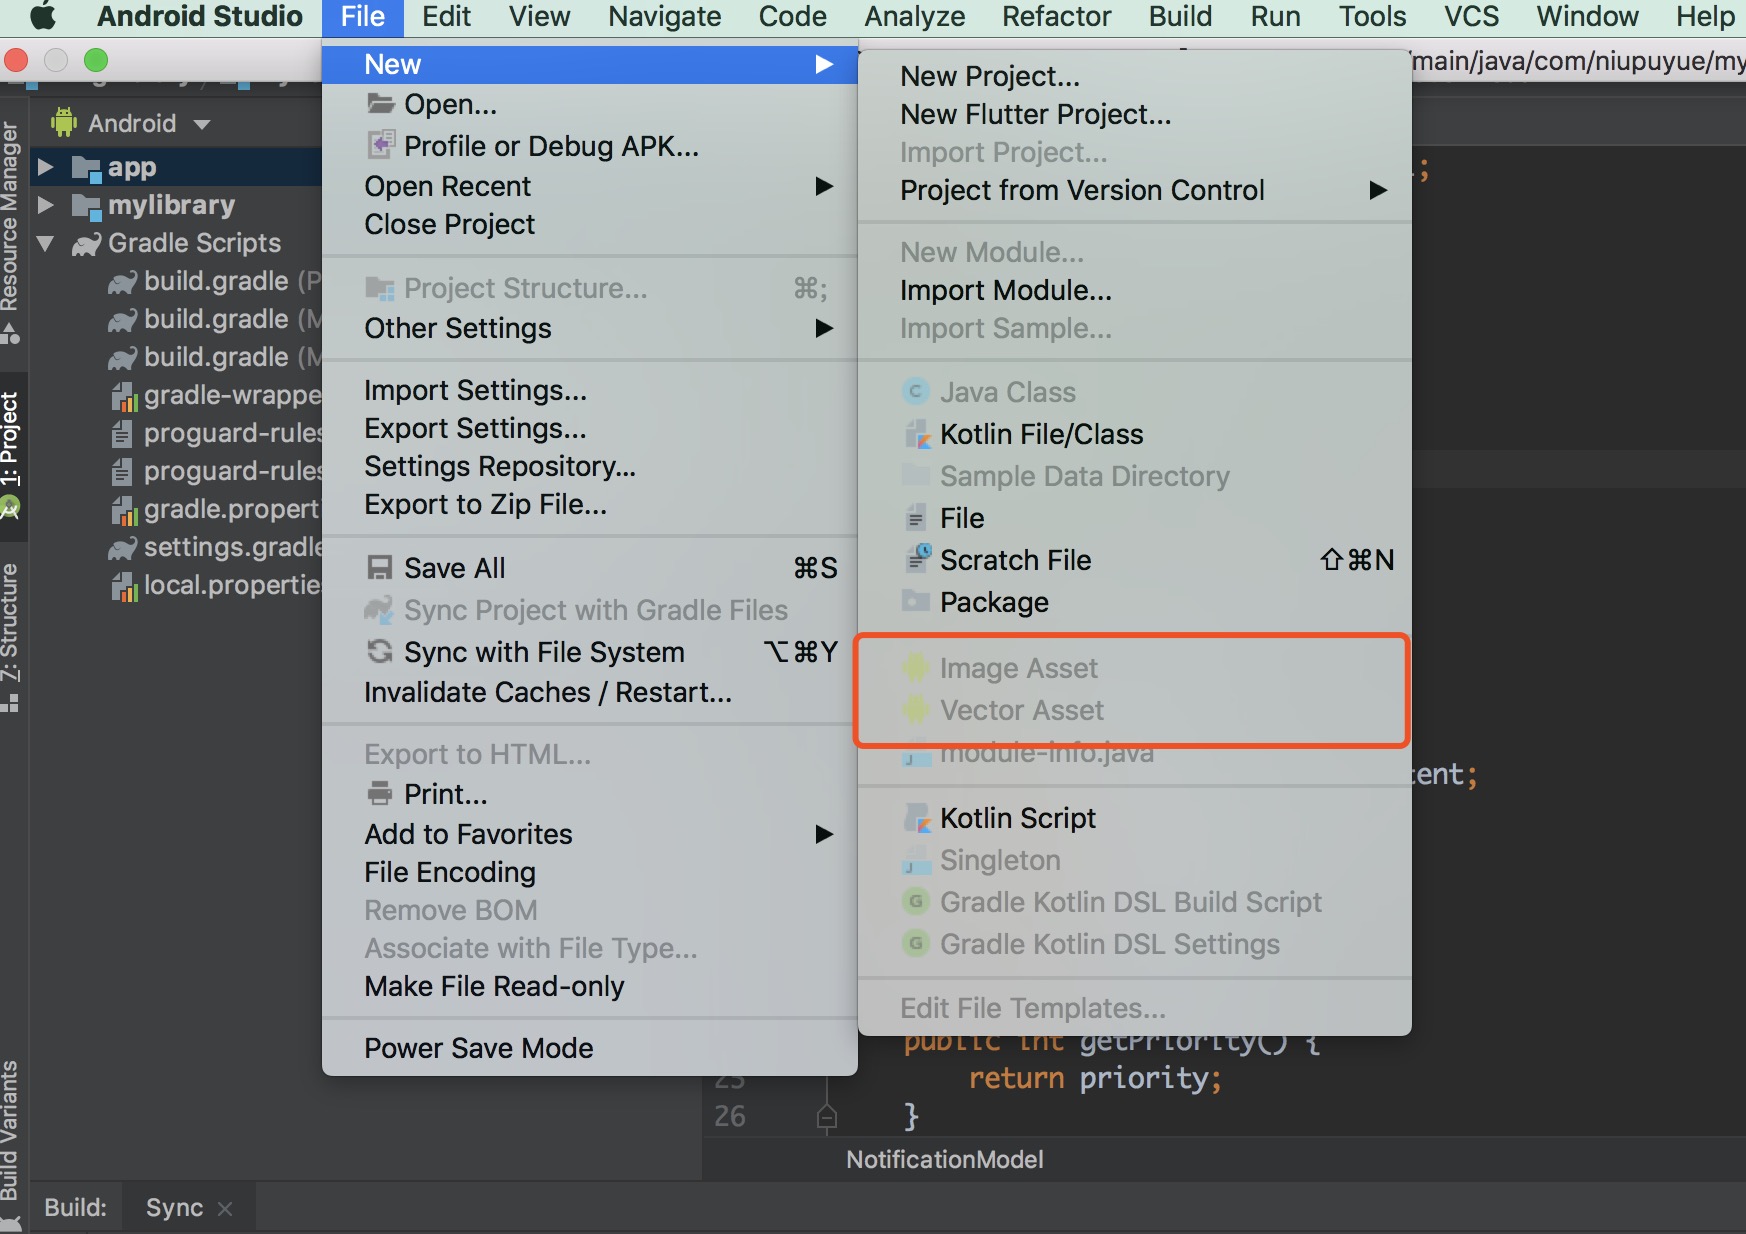 Android Studio File Edit View Navigate Code Analyze Refactor Build Run Tools VCS Window Help
/main/java/com/niupuyue/my
Android
app
mylibrary
Gradle Scripts
build.gradle (P
build.gradle (M
build.gradle (M
gradle-wrappe
proguard-rules
proguard-rules
gradle.properti
settings.gradle
local.properties
Resource Manager
1: Project
7: Structure
Build Variants
New
Open...
Profile or Debug APK...
Open Recent
Close Project
Project Structure... ⌘;
Other Settings
Import Settings...
Export Settings...
Settings Repository...
Export to Zip File...
Save All ⌘S
Sync Project with Gradle Files
Sync with File System ⌥⌘Y
Invalidate Caches / Restart...
Export to HTML...
Print...
Add to Favorites
File Encoding
Remove BOM
Associate with File Type...
Make File Read-only
Power Save Mode
New Project...
New Flutter Project...
Import Project...
Project from Version Control
New Module...
Import Module...
Import Sample...
Java Class
Kotlin File/Class
Sample Data Directory
File
Scratch File ⇧⌘N
Package
Image Asset
Vector Asset
module-info.java
Kotlin Script
Singleton
Gradle Kotlin DSL Build Script
Gradle Kotlin DSL Settings
Edit File Templates...
;
tent;
public int getPriority() {
25 return priority;
26 }
NotificationModel
Build: Sync